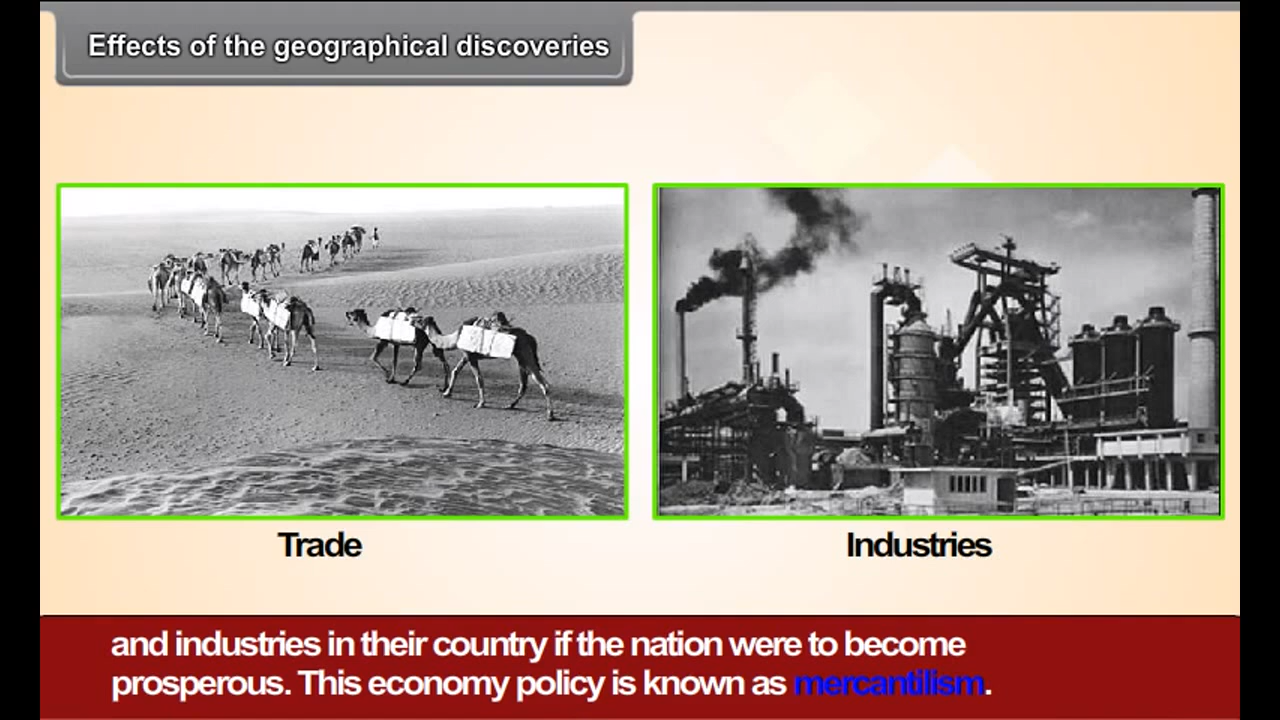 Effects of the geographical discoveries
Trade
Industries
and industries in their country if the nation were to become
prosperous. This economy policy is known as mercantilism.